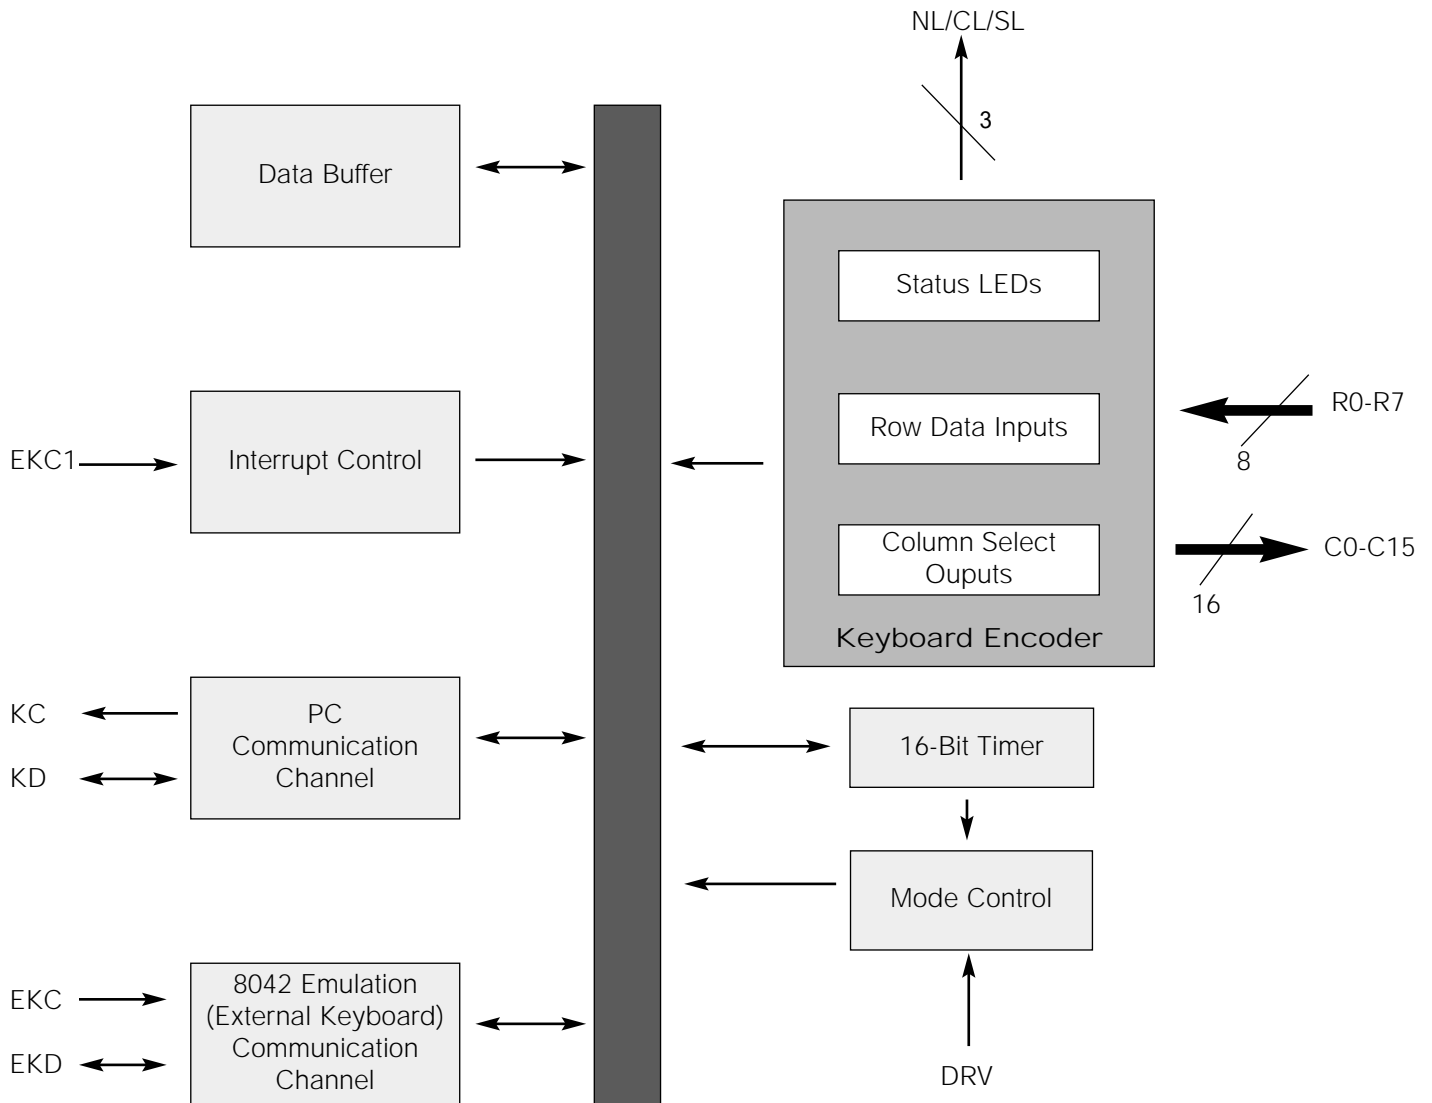 NL/CL/SL
3
Data Buffer
Status LEDs
R0-R7
8
Row Data Inputs
EKC1
Interrupt Control
Column Select
Ouputs
C0-C15
16
Keyboard Encoder
KC
KD
PC
Communication
Channel
16-Bit Timer
Mode Control
EKC
EKD
8042 Emulation
(External Keyboard)
Communication
Channel
DRV